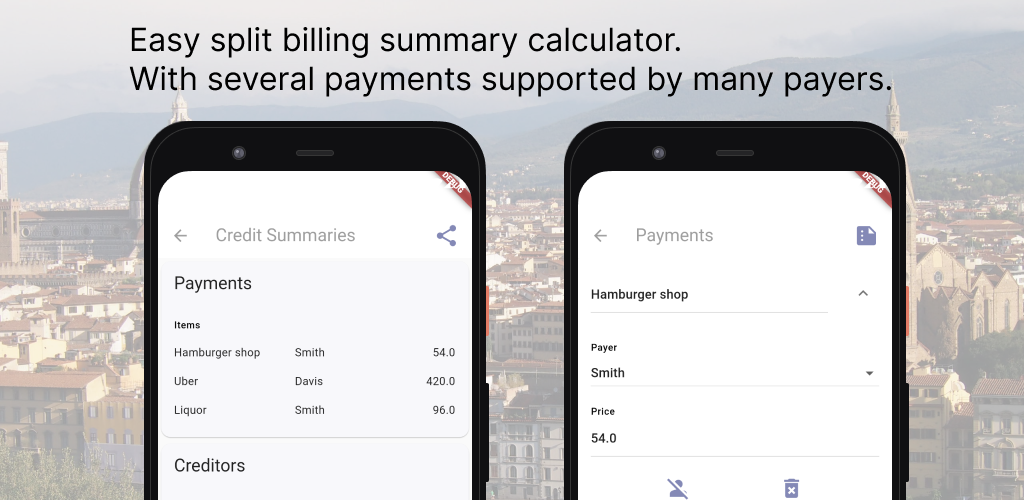 Easy split billing summary calculator.
With several payments supported by many payers.
DEBUG
Credit Summaries
Payments
Items
Hamburger shop Smith 54.0
Uber Davis 420.0
Liquor Smith 96.0
Creditors
DEBUG
Payments
Hamburger shop
Payer
Smith
Price
54.0